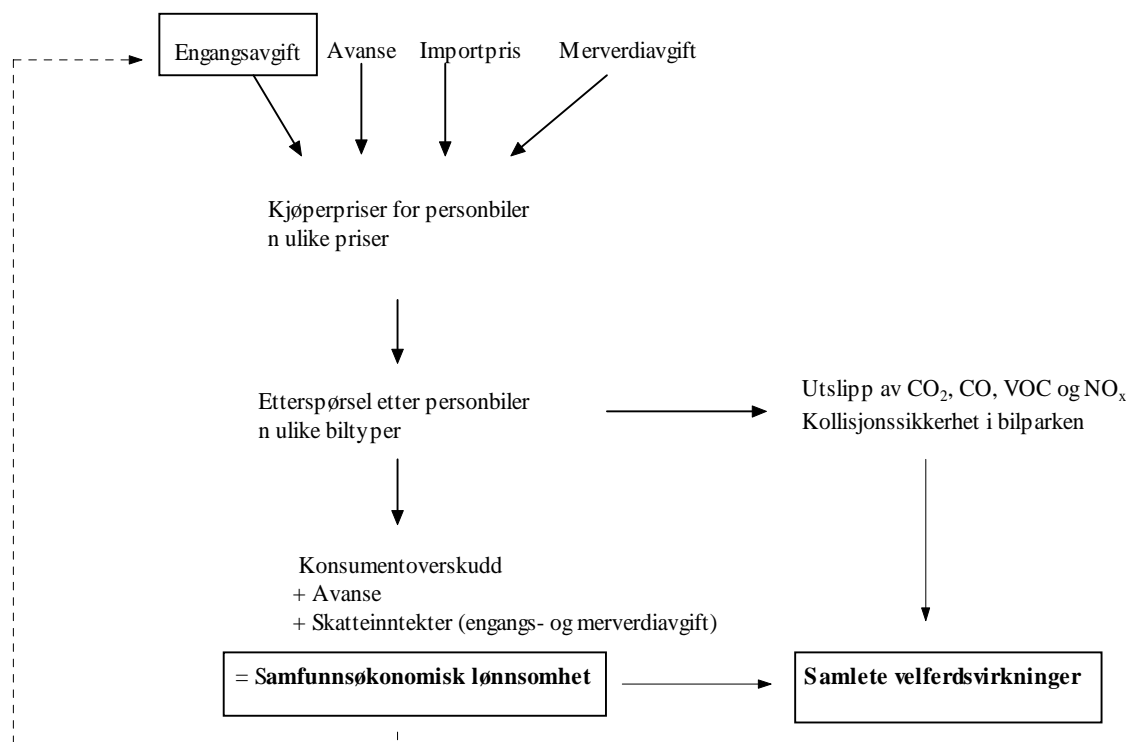 Engangsavgift Avanse Importpris Merverdiavgift
Kjøperpriser for personbiler
n ulike priser
Etterspørsel etter personbiler
n ulike biltyper
Utslipp av CO₂, CO, VOC og NOₓ
Kollisjonssikkerhet i bilparken
Konsumentoverskudd
+ Avanse
+ Skatteinntekter (engangs- og merverdiavgift)
= Samfunnsøkonomisk lønnsomhet
Samlete velferdsvirkninger